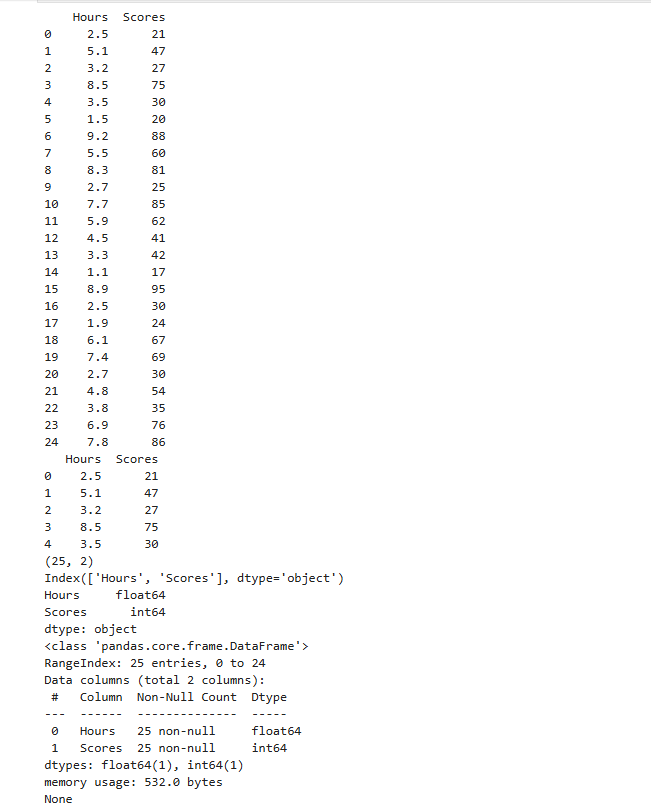 Hours  Scores
0     2.5      21
1     5.1      47
2     3.2      27
3     8.5      75
4     3.5      30
5     1.5      20
6     9.2      88
7     5.5      60
8     8.3      81
9     2.7      25
10    7.7      85
11    5.9      62
12    4.5      41
13    3.3      42
14    1.1      17
15    8.9      95
16    2.5      30
17    1.9      24
18    6.1      67
19    7.4      69
20    2.7      30
21    4.8      54
22    3.8      35
23    6.9      76
24    7.8      86
   Hours  Scores
0    2.5      21
1    5.1      47
2    3.2      27
3    8.5      75
4    3.5      30
(25, 2)
Index(['Hours', 'Scores'], dtype='object')
Hours     float64
Scores      int64
dtype: object
<class 'pandas.core.frame.DataFrame'>
RangeIndex: 25 entries, 0 to 24
Data columns (total 2 columns):
 #   Column  Non-Null Count  Dtype
---  ------  --------------  -----
 0   Hours   25 non-null     float64
 1   Scores  25 non-null     int64
dtypes: float64(1), int64(1)
memory usage: 532.0 bytes
None